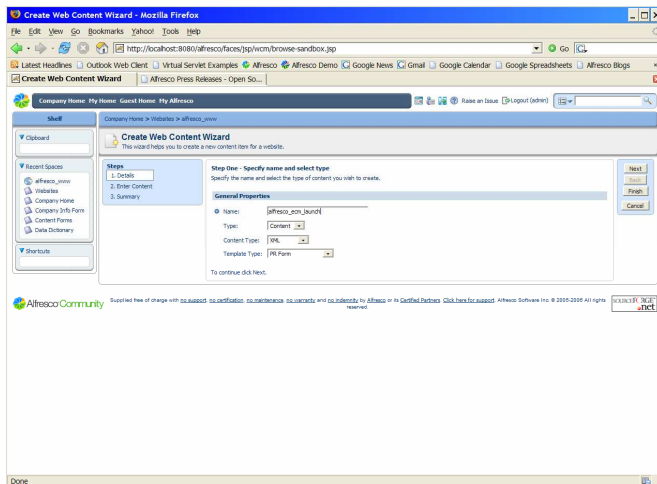 Create Web Content Wizard - Mozilla Firefox
File Edit View Go Bookmarks Yahoo! Tools Help
http://localhost:8080/alfresco/faces/jsp/wcm/browse-sandbox.jsp Go
Latest Headlines Outlook Web Client Virtual Servlet Examples Alfresco Alfresco Demo Google News Gmail Google Calendar Google Spreadsheets Alfresco Blogs »
Create Web Content Wizard Alfresco Press Releases - Open So...
Company Home My Home Guest Home My Alfresco Raise an Issue Logout (admin)
Shelf
Company Home > Websites > alfresco_www
Clipboard
Create Web Content Wizard
This wizard helps you to create a new content item for a website.
Recent Spaces
alfresco_www
Websites
Company Home
Company Info Form
Content Forms
Data Dictionary
Shortcuts
Steps
1. Details
2. Enter Content
3. Summary
Step One - Specify name and select type
Specify the name and select the type of content you wish to create.
General Properties
Name: alfresco_ecm_launch
Type: Content
Content Type: XML
Template Type: PR Form
To continue click Next.
Next
Back
Finish
Cancel
Alfresco Community
Supplied free of charge with no support, no certification, no maintenance, no warranty and no indemnity by Alfresco or its Certified Partners. Click here for support. Alfresco Software Inc. © 2005-2006 All rights
reserved.
SOURCEFORGE
.net
Done